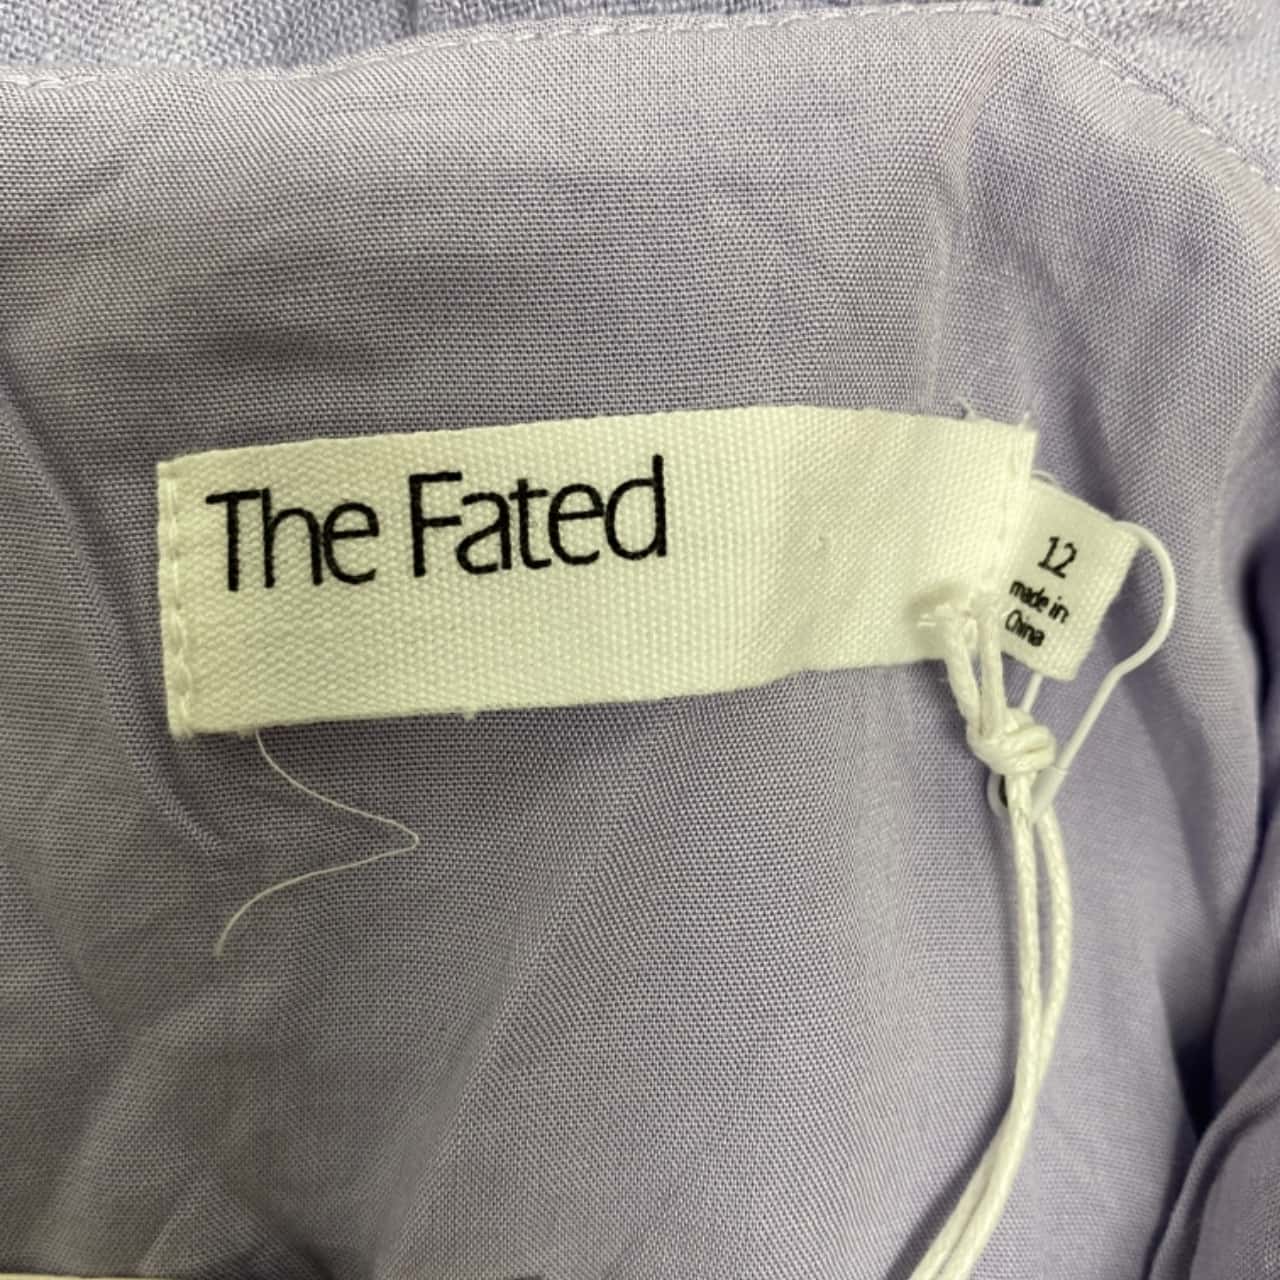 The Fated
12
made in
China